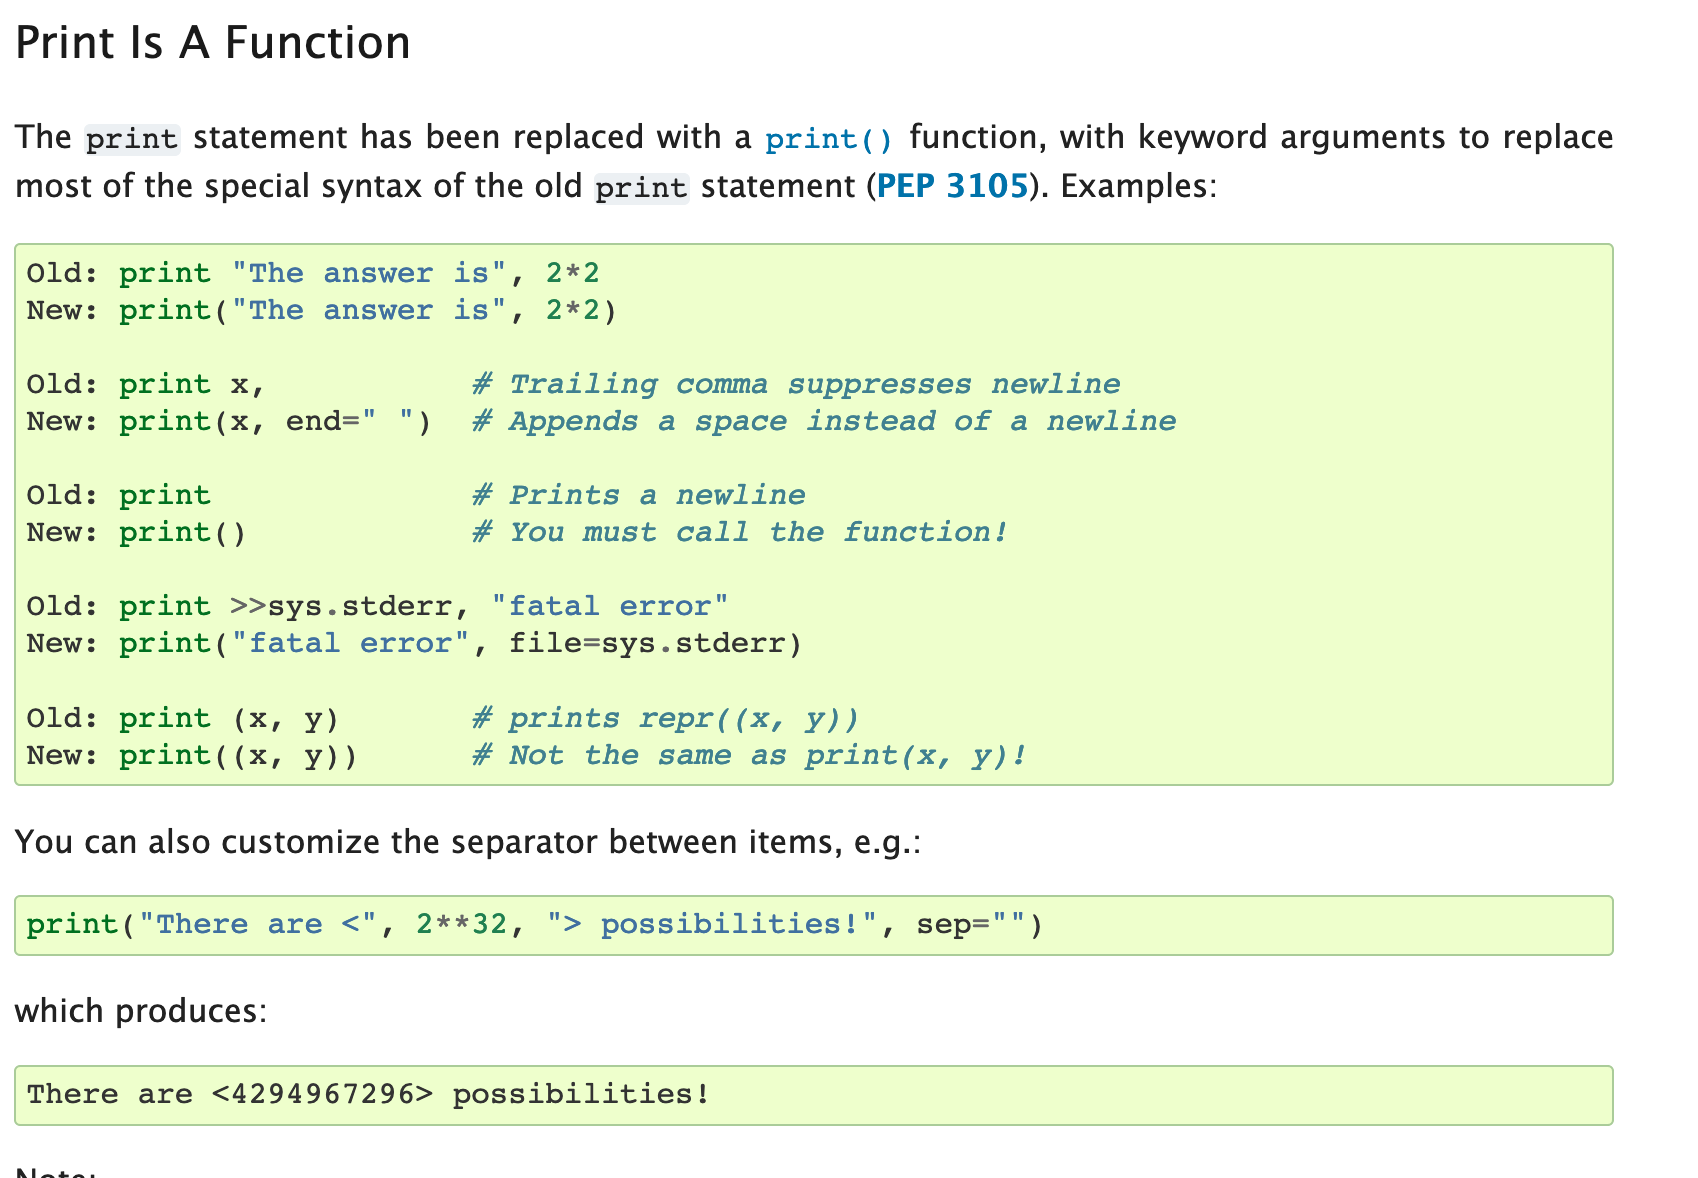 Print Is A Function
The print statement has been replaced with a print() function, with keyword arguments to replace
most of the special syntax of the old print statement (PEP 3105). Examples:
Old: print "The answer is", 2*2
New: print("The answer is", 2*2)
Old: print x,           # Trailing comma suppresses newline
New: print(x, end=" ")  # Appends a space instead of a newline
Old: print              # Prints a newline
New: print()            # You must call the function!
Old: print >>sys.stderr, "fatal error"
New: print("fatal error", file=sys.stderr)
Old: print (x, y)       # prints repr((x, y))
New: print((x, y))      # Not the same as print(x, y)!
You can also customize the separator between items, e.g.:
print("There are <", 2**32, "> possibilities!", sep="")
which produces:
There are <4294967296> possibilities!
Note: